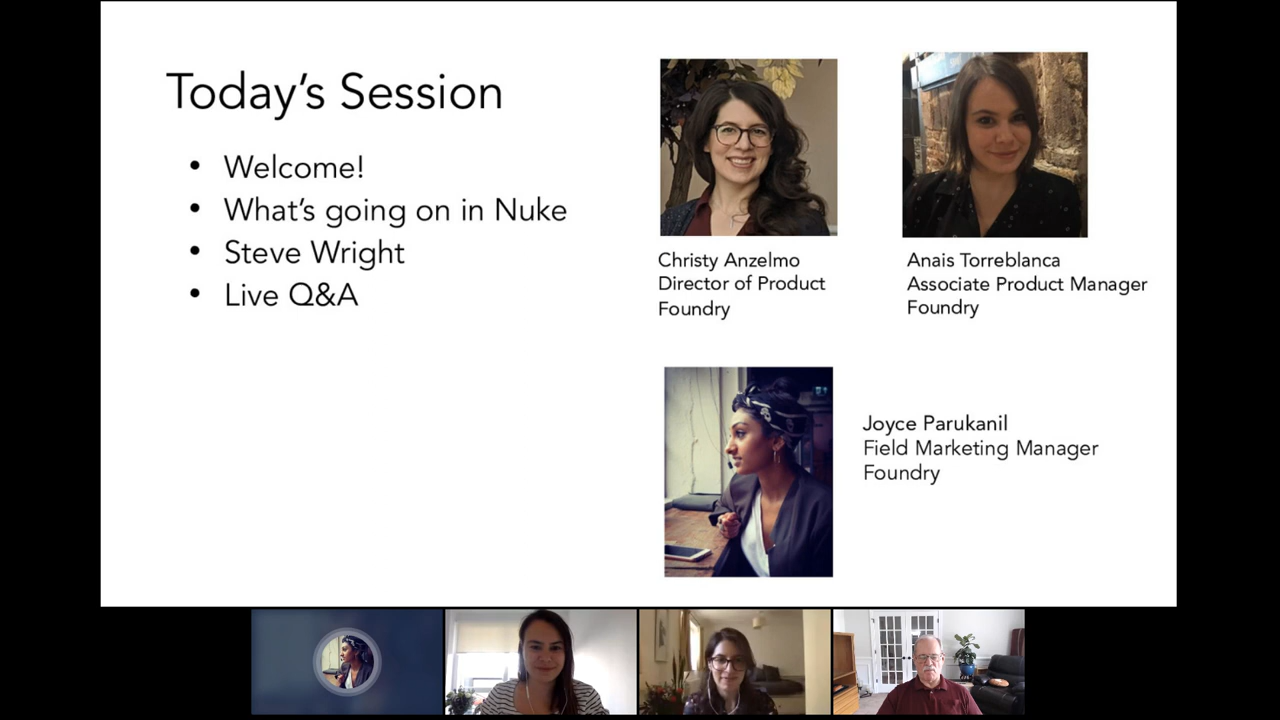 Today's Session
• Welcome!
• What's going on in Nuke
• Steve Wright
• Live Q&A
Christy Anzelmo
Director of Product
Foundry
Anais Torreblanca
Associate Product Manager
Foundry
Joyce Parukanil
Field Marketing Manager
Foundry